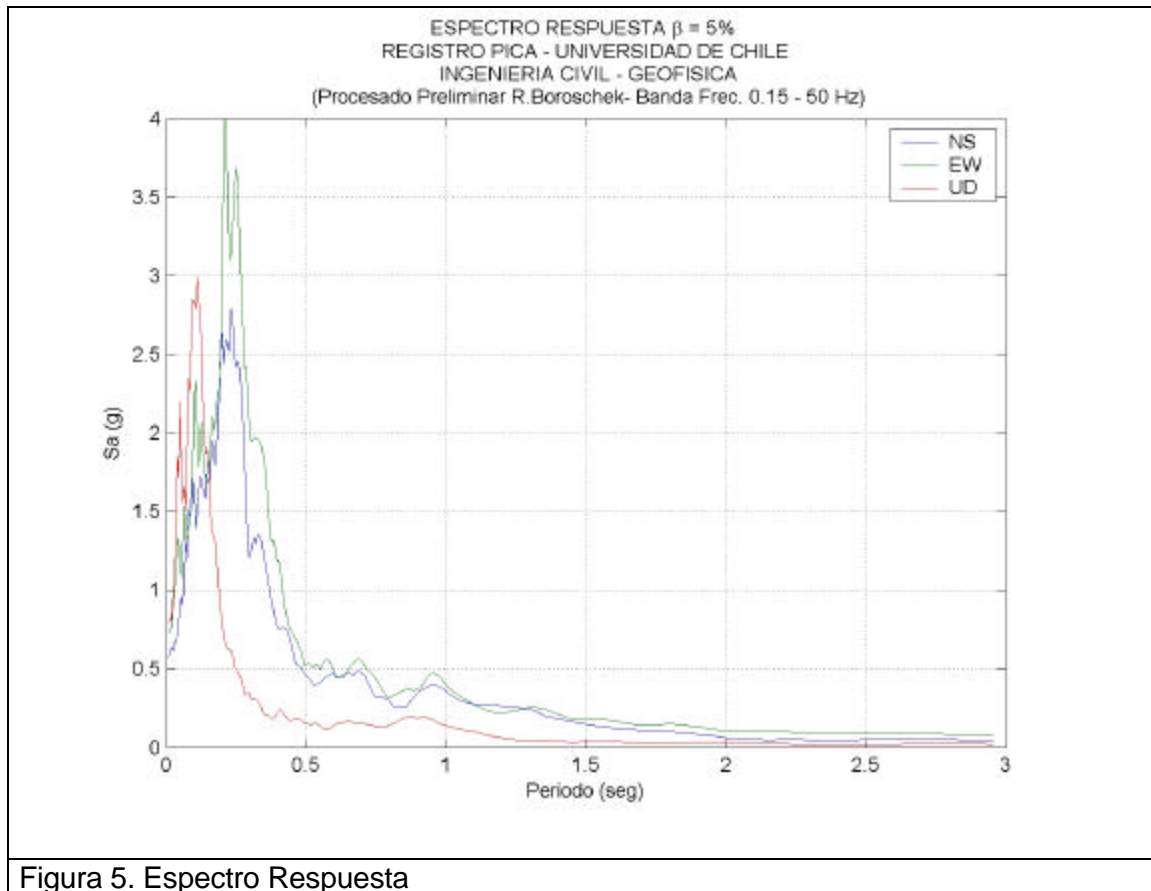 ESPECTRO RESPUESTA β = 5%
REGISTRO PICA - UNIVERSIDAD DE CHILE
INGENIERIA CIVIL - GEOFISICA
(Procesado Preliminar R.Boroschek- Banda Frec. 0.15 - 50 Hz)
NS
EW
UD
4
3.5
3
2.5
2
1.5
1
0.5
0
Sa (g)
0 0.5 1 1.5 2 2.5 3
Periodo (seg)
Figura 5. Espectro Respuesta